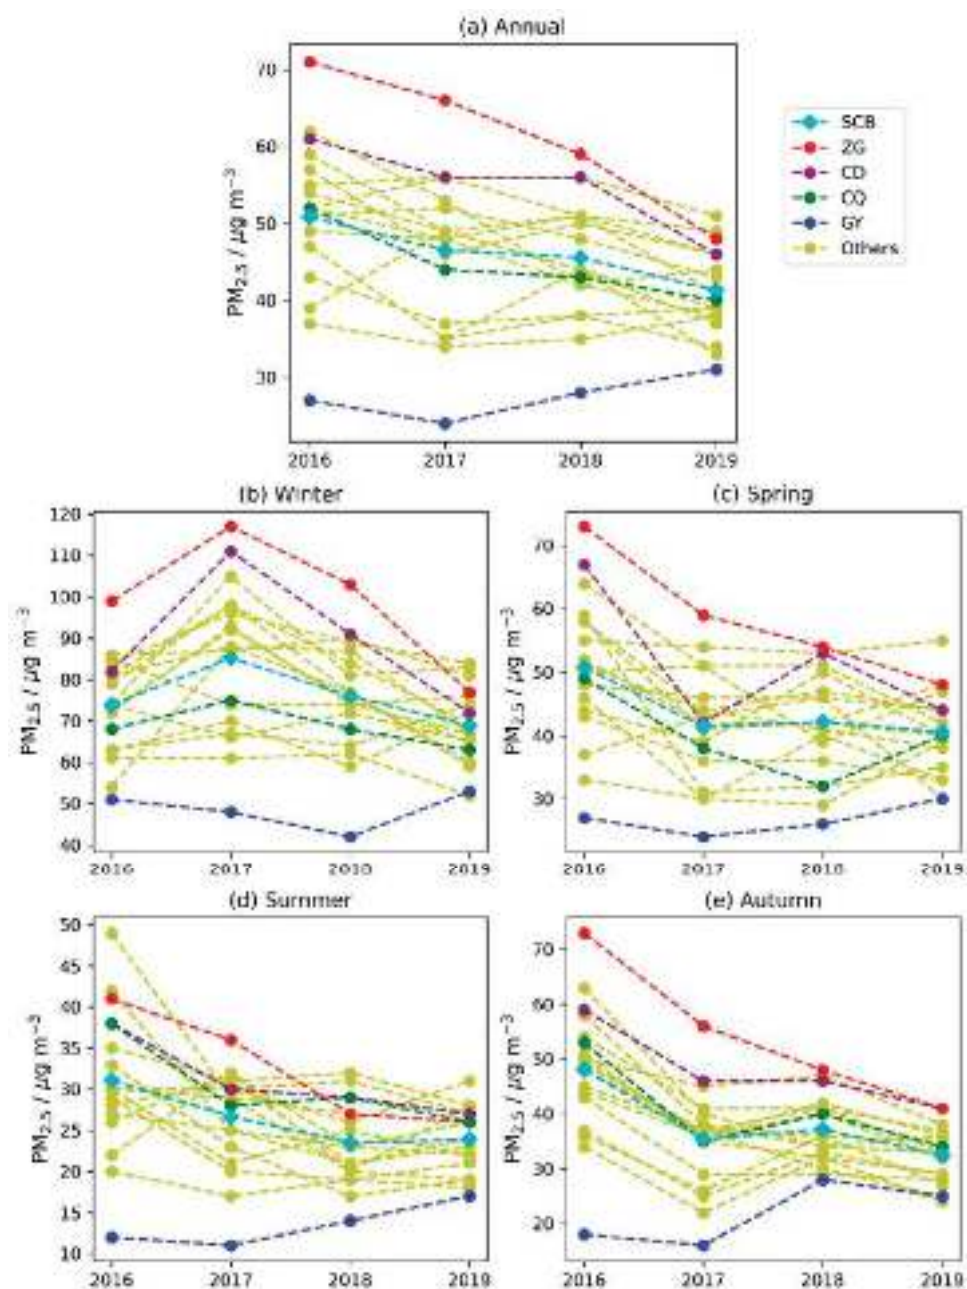 (a) Annual
70
60
50
40
30
PM2.5 / μg m−3
2016 2017 2018 2019
SCB
ZG
CD
CQ
GY
Others
(b) Winter
120
110
100
90
80
70
60
50
40
PM2.5 / μg m−3
2016 2017 2018 2019
(c) Spring
70
60
50
40
30
PM2.5 / μg m−3
2016 2017 2018 2019
(d) Summer
50
45
40
35
30
25
20
15
10
PM2.5 / μg m−3
2016 2017 2018 2019
(e) Autumn
70
60
50
40
30
20
PM2.5 / μg m−3
2016 2017 2018 2019